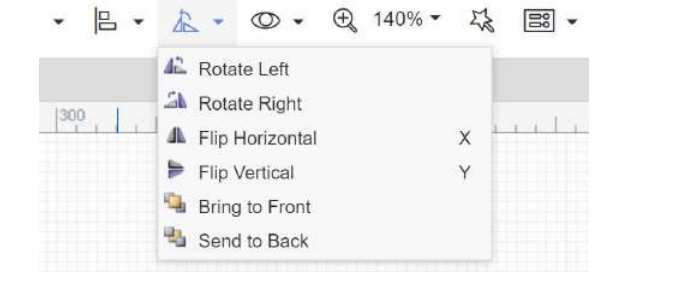 140%
300
Rotate Left
Rotate Right
Flip Horizontal X
Flip Vertical Y
Bring to Front
Send to Back